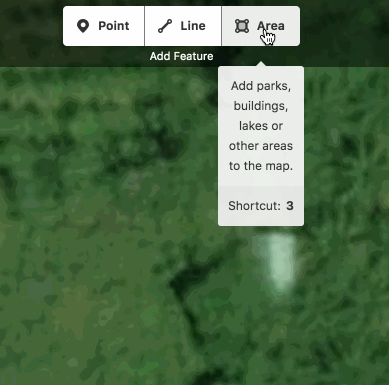 Point
Line
Area
Add Feature
Add parks,
buildings,
lakes or
other areas
to the map.
Shortcut: 3